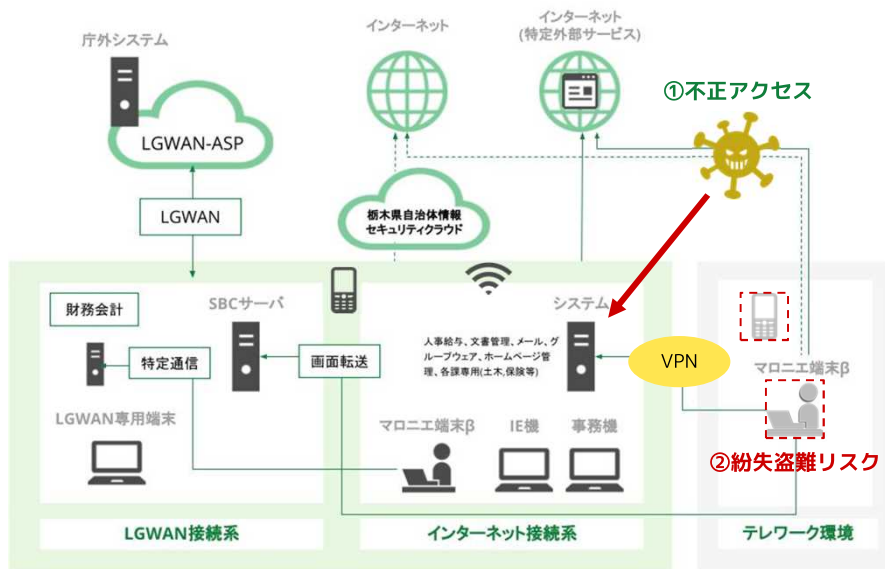 庁外システム
インターネット
インターネット
(特定外部サービス)
①不正アクセス
LGWAN-ASP
LGWAN
栃木県自治体情報
セキュリティクラウド
財務会計
SBCサーバ
システム
人事給与、文書管理、メール、グ
ループウェア、ホームページ管
理、各課専用(土木,保険等)
特定通信
画面転送
VPN
マロニエ端末β
LGWAN専用端末
マロニエ端末β
IE機
事務機
②紛失盗難リスク
LGWAN接続系
インターネット接続系
テレワーク環境